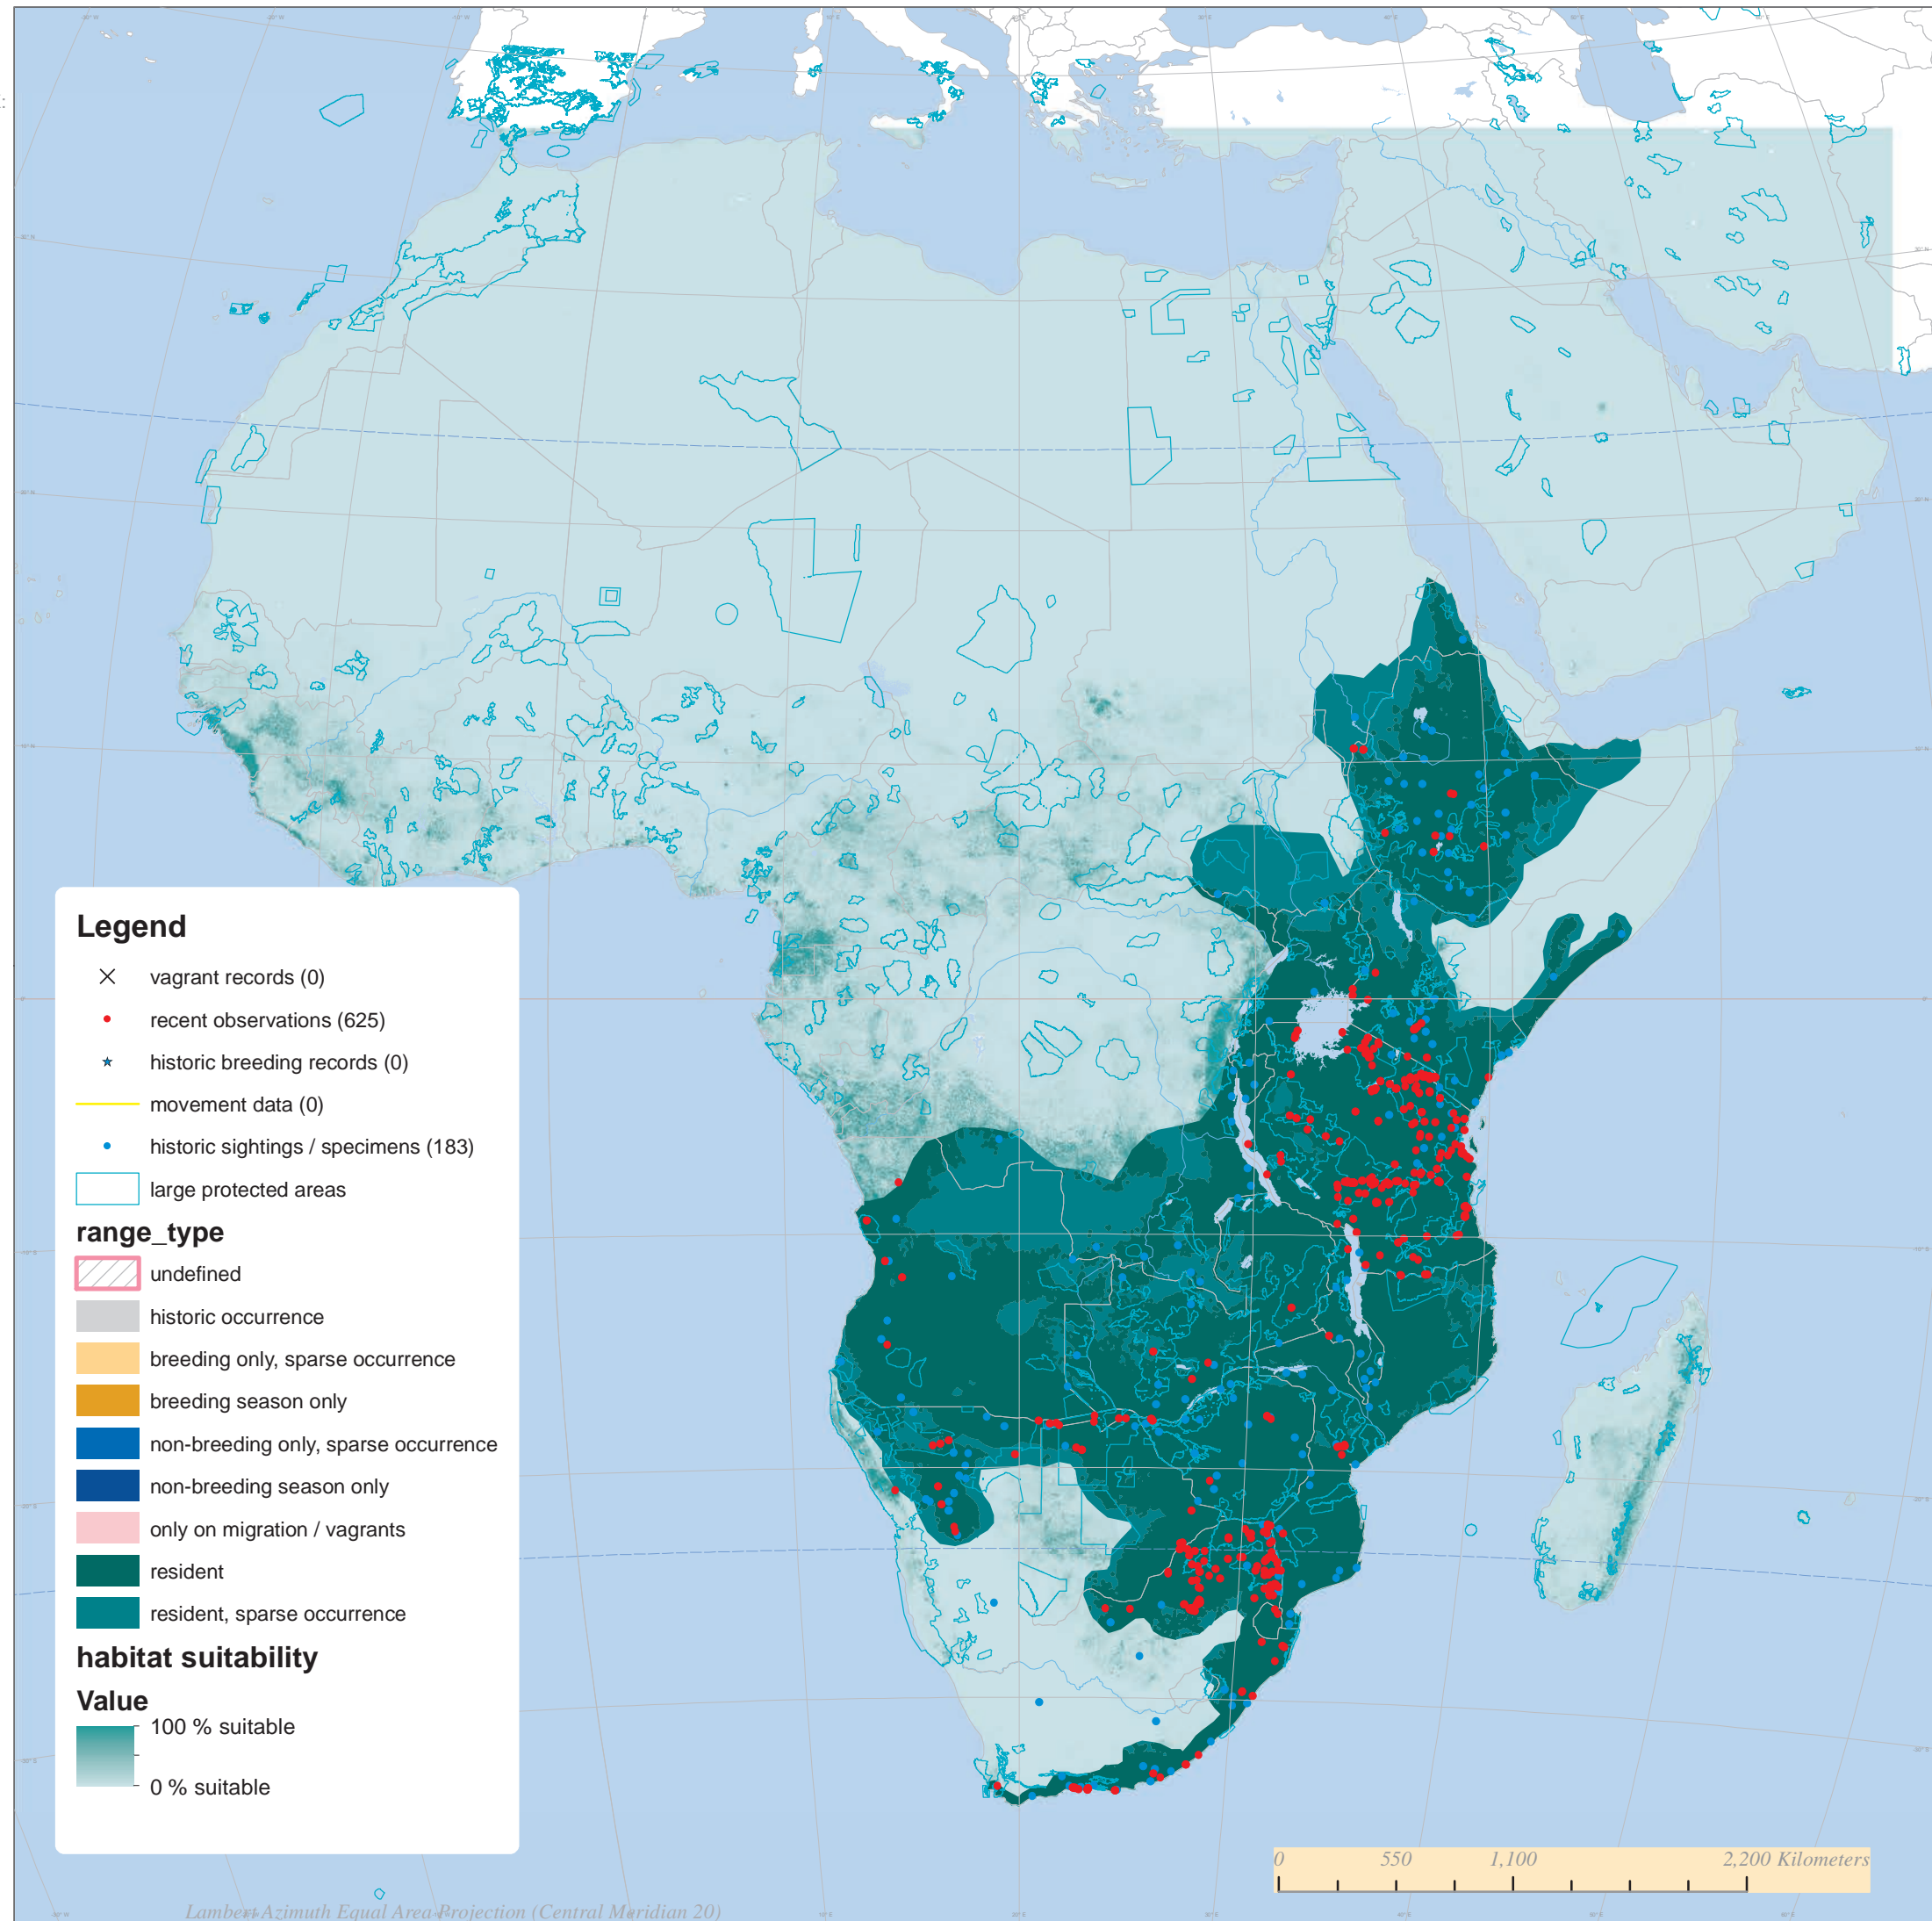 Legend
vagrant records (0)
recent observations (625)
historic breeding records (0)
movement data (0)
historic sightings / specimens (183)
large protected areas
range_type
undefined
historic occurrence
breeding only, sparse occurrence
breeding season only
non-breeding only, sparse occurrence
non-breeding season only
only on migration / vagrants
resident
resident, sparse occurrence
habitat suitability
Value
100 % suitable
0 % suitable
0 550 1,100 2,200 Kilometers
Lambert Azimuth Equal Area Projection (Central Meridian 20)